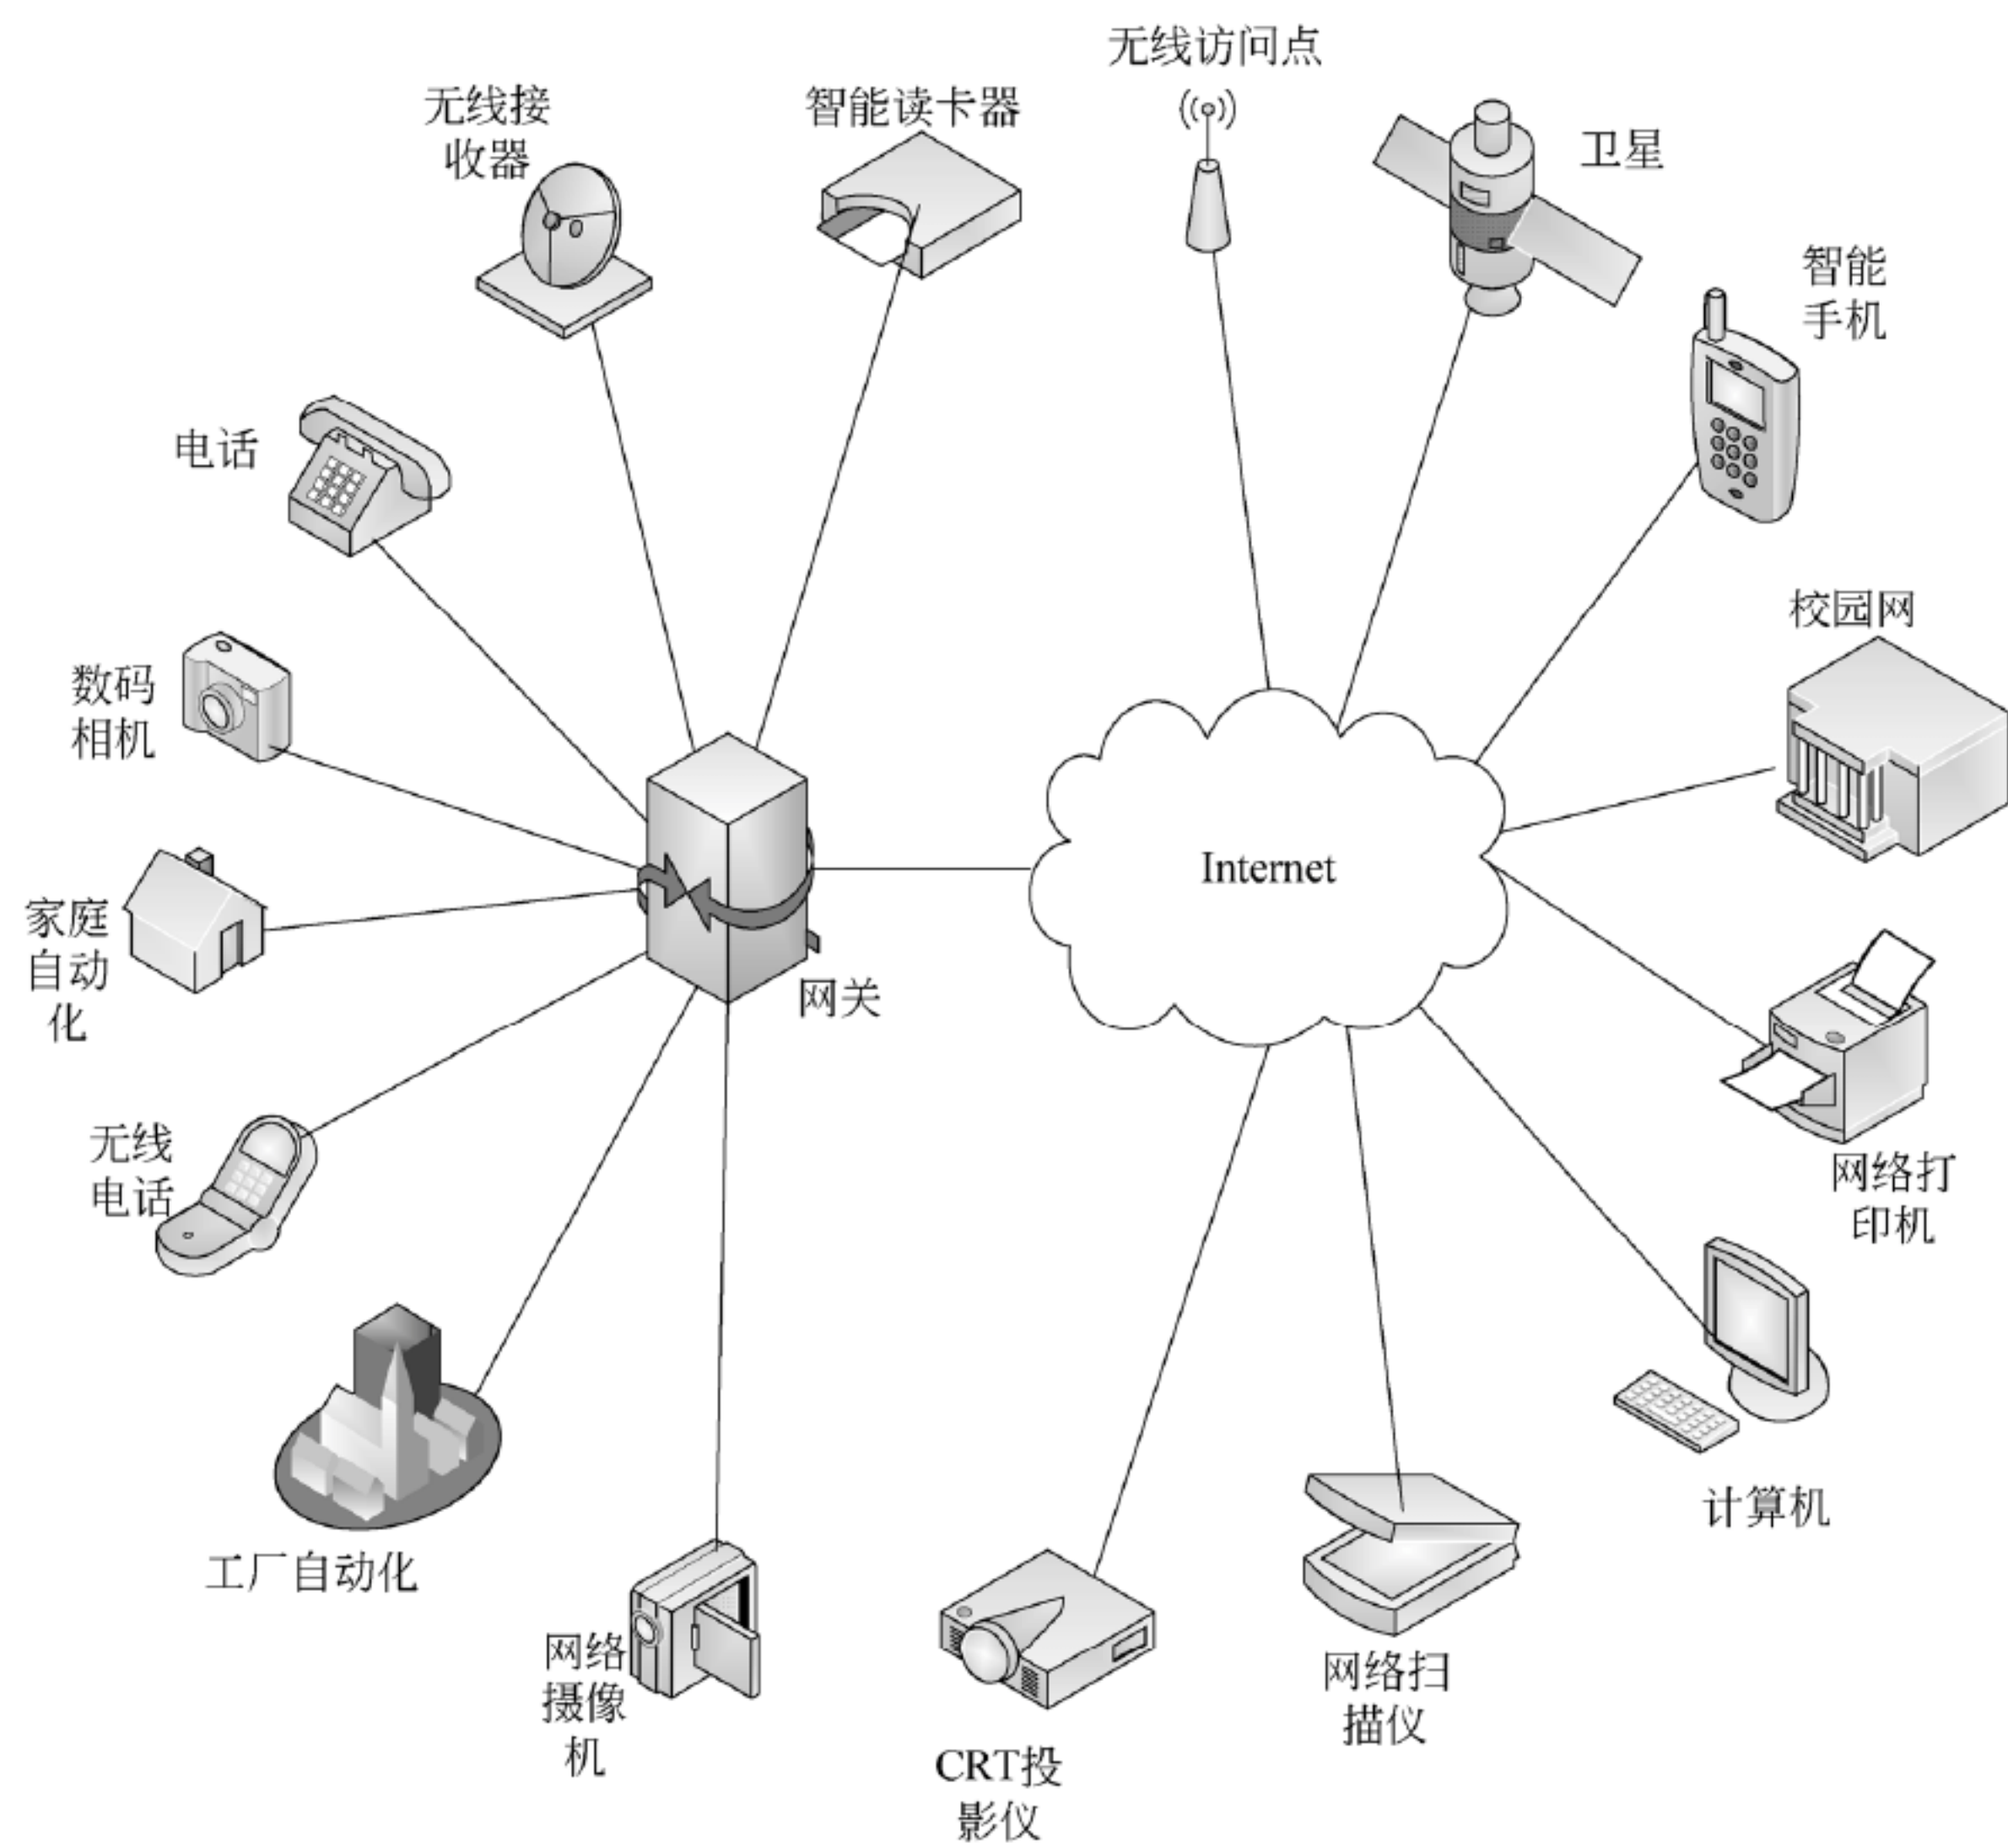 无线访问点
无线接
收器
智能读卡器
卫星
智能
手机
电话
校园网
数码
相机
Internet
家庭
自动
化
网关
无线
电话
网络打
印机
计算机
工厂自动化
网络
摄像
机
网络扫
描仪
CRT投
影仪